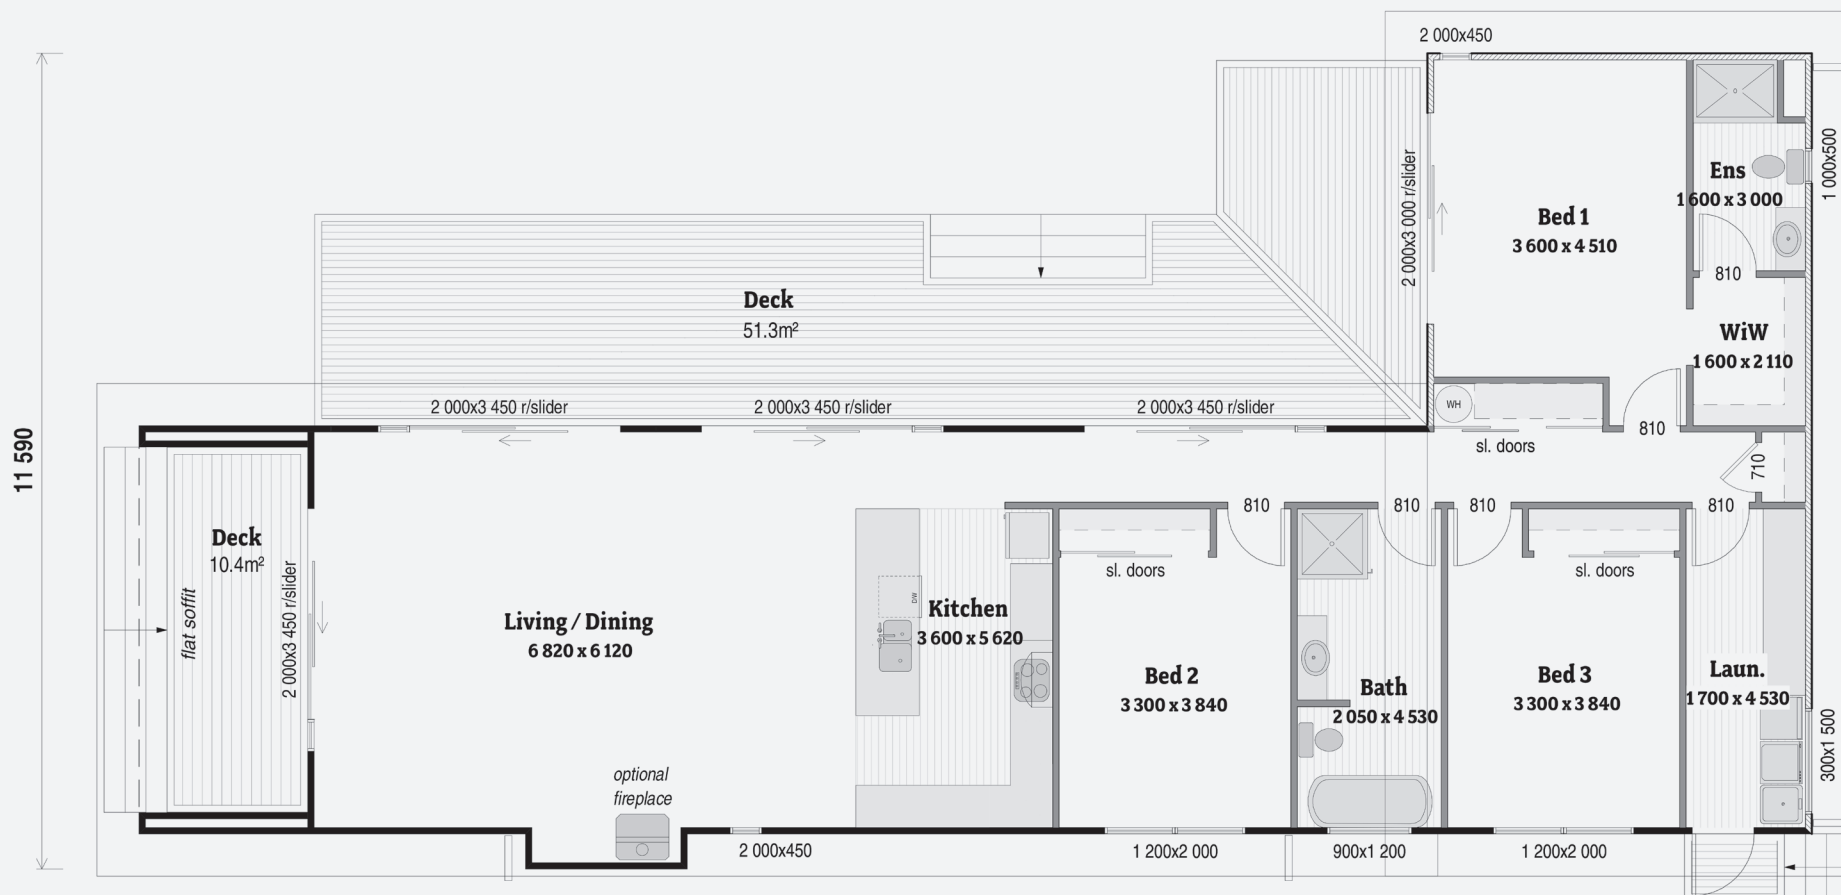 2 000x450
11 590
2 000x3 000 r/slider
Bed 1
3 600 x 4 510
Ens
1 600 x 3 000
1 000x500
810
WiW
1 600 x 2 110
Deck
51.3m²
2 000x3 450 r/slider
2 000x3 450 r/slider
2 000x3 450 r/slider
WH
sl. doors
810
710
810
810
810
810
Deck
10.4m²
flat soffit
2 000x3 450 r/slider
Living / Dining
6 820 x 6 120
DW
Kitchen
3 600 x 5 620
sl. doors
Bed 2
3 300 x 3 840
Bath
2 050 x 4 530
sl. doors
Bed 3
3 300 x 3 840
Laun.
1 700 x 4 530
300x1 500
optional
fireplace
2 000x450
1 200x2 000
900x1 200
1 200x2 000